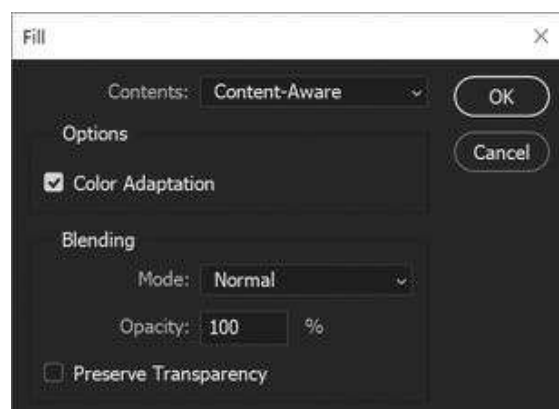 Fill
Contents: Content-Aware
OK
Options
Cancel
Color Adaptation
Blending
Mode: Normal
Opacity: 100 %
Preserve Transparency